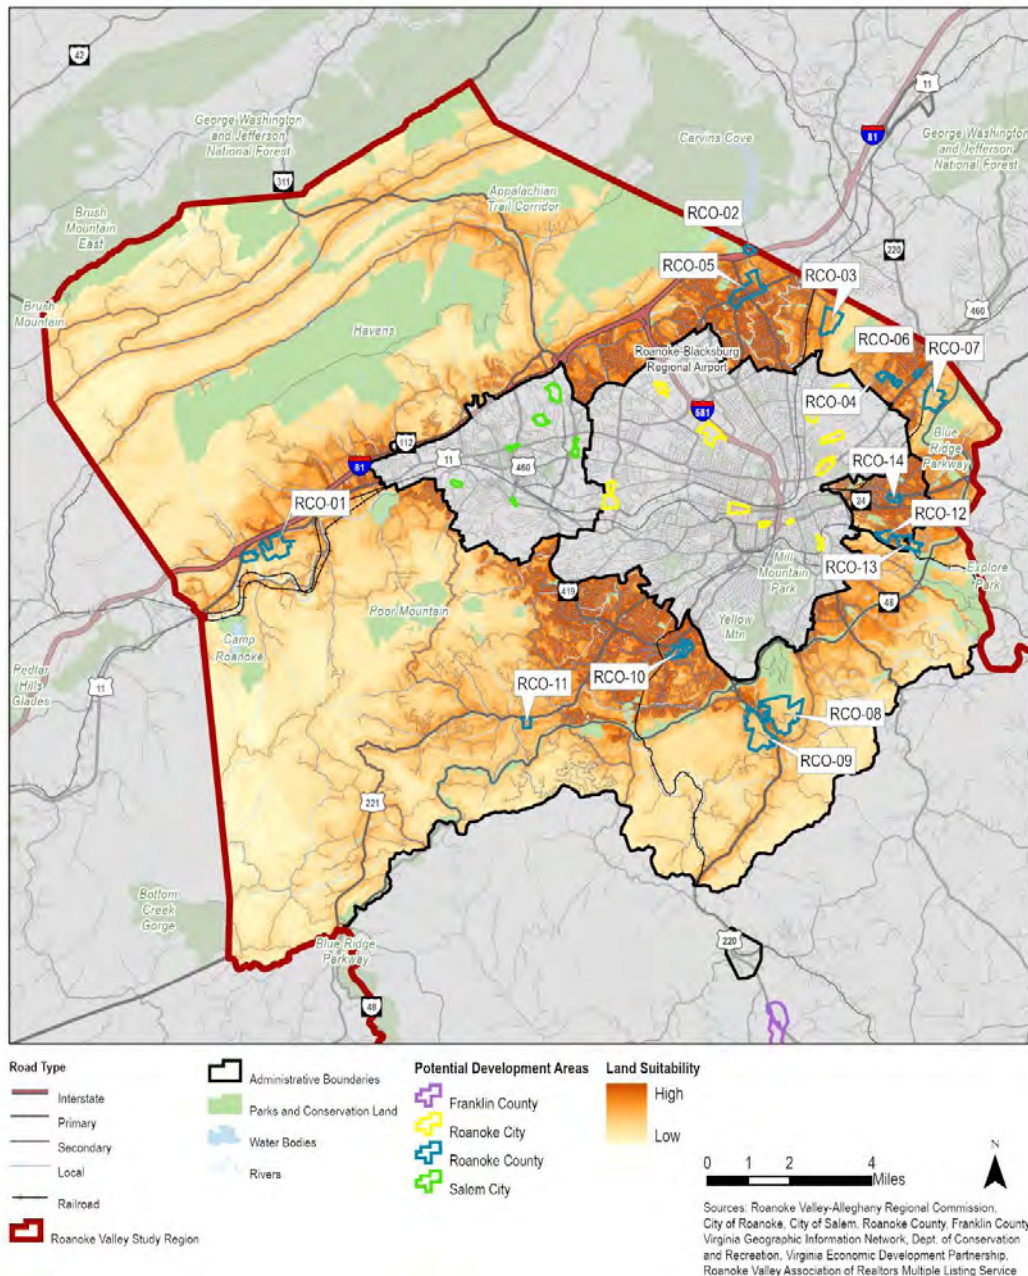 42
11
George Washington
and Jefferson
National Forest
Carvins Cove
81
George Washington
and Jefferson
National Forest
311
Appalachian
Trail Corridor
Brush
Mountain
East
RCO-02
220
RCO-05
RCO-03
Brush
Mountain
460
Havens
RCO-06
RCO-07
Roanoke-Blacksburg
Regional Airport
RCO-04
581
112
11
460
81
Blue
Ridge
Parkway
RCO-14
24
RCO-01
RCO-12
RCO-13
Explore
Park
Mill
Mountain
Park
419
Poor Mountain
Yellow
Mtn
Camp
Roanoke
Pedlar
Hills
Glades
11
RCO-11
RCO-10
RCO-08
RCO-09
221
Bottom
Creek
Gorge
Blue Ridge
Parkway
220
48
Road Type
Interstate
Primary
Secondary
Local
Railroad
Roanoke Valley Study Region
Administrative Boundaries
Parks and Conservation Land
Water Bodies
Rivers
Potential Development Areas
Franklin County
Roanoke City
Roanoke County
Salem City
Land Suitability
High
Low
N
0 1 2 4
Miles
Sources: Roanoke Valley-Alleghany Regional Commission,
City of Roanoke, City of Salem, Roanoke County, Franklin County
Virginia Geographic Information Network, Dept. of Conservation
and Recreation, Virginia Economic Development Partnership,
Roanoke Valley Association of Realtors Multiple Listing Service